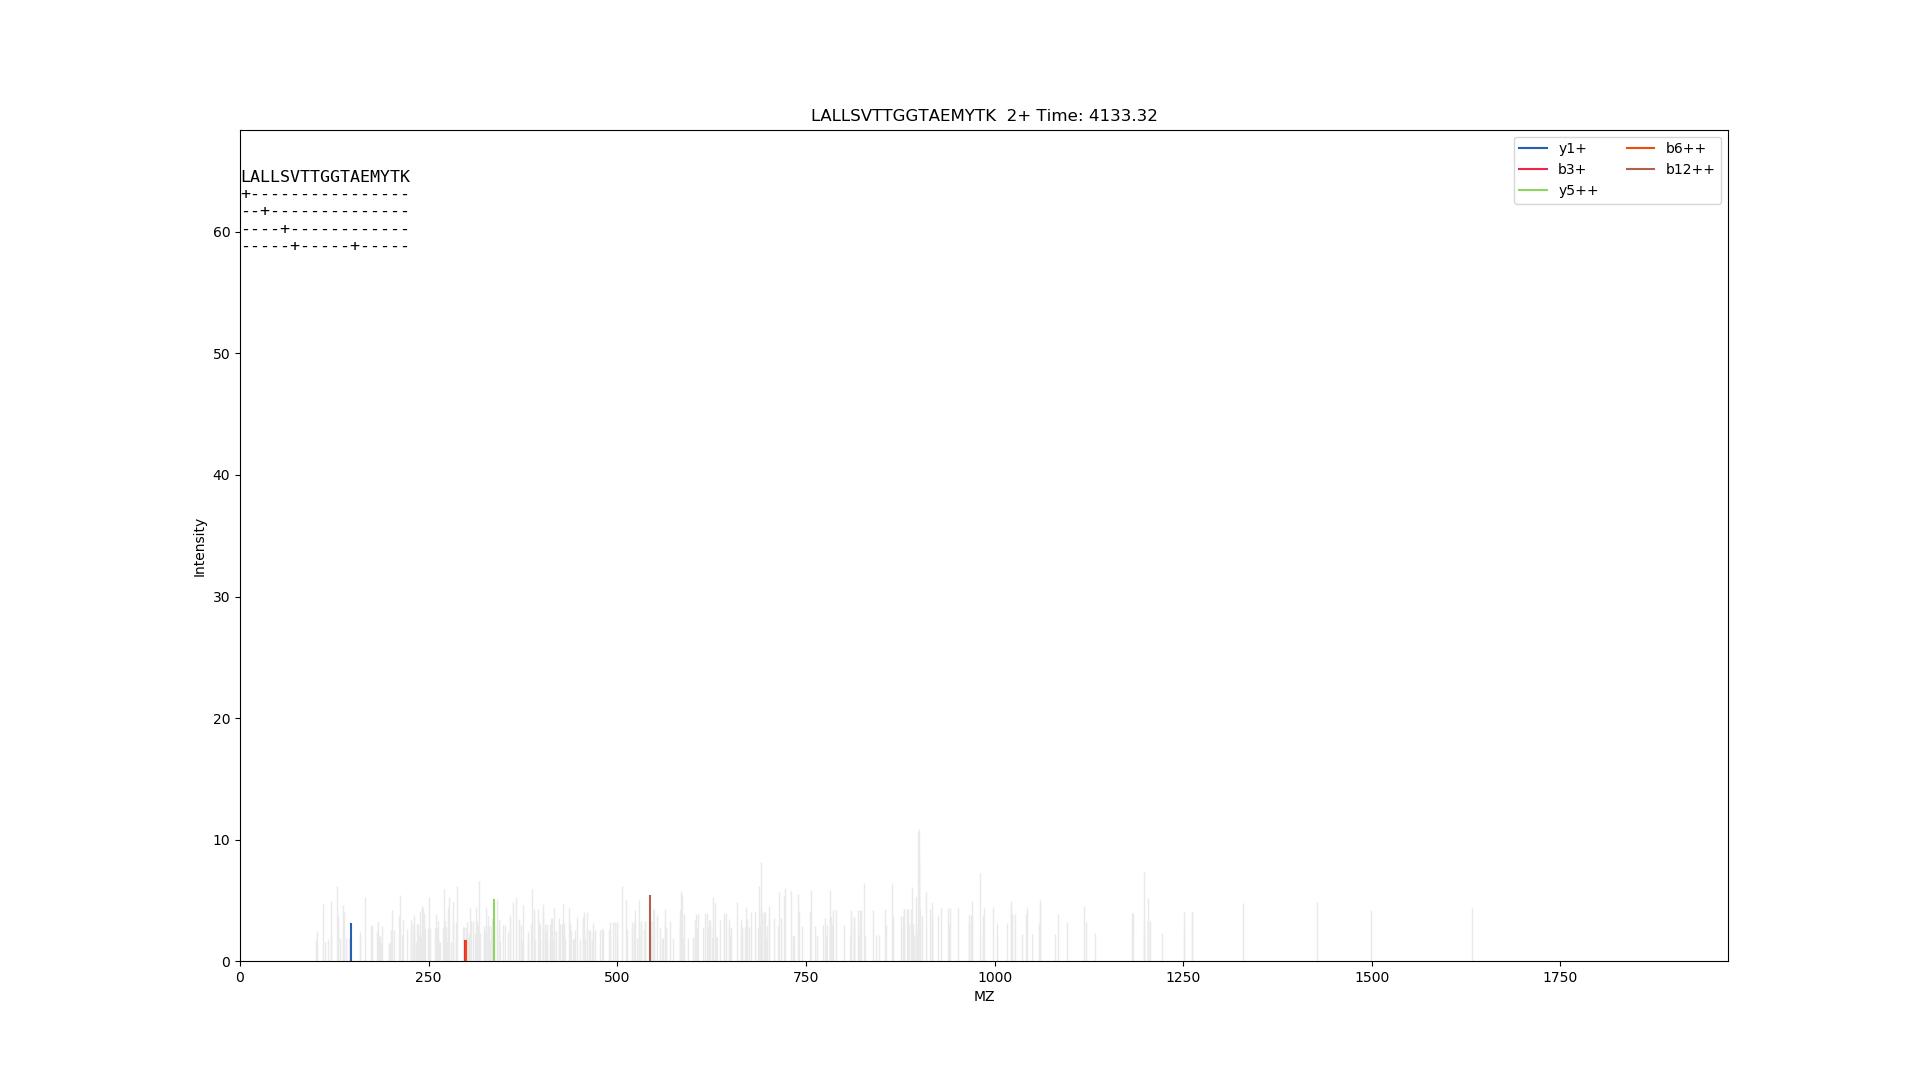 LALLSVTTGGTAEMYTK  2+ Time: 4133.32
LALLSVTTGGTAEMYTK
+----------------
--+--------------
----+------------
-----+-----+-----
y1+
b3+
y5++
b6++
b12++
60
50
40
30
20
10
0
Intensity
0 250 500 750 1000 1250 1500 1750
MZ